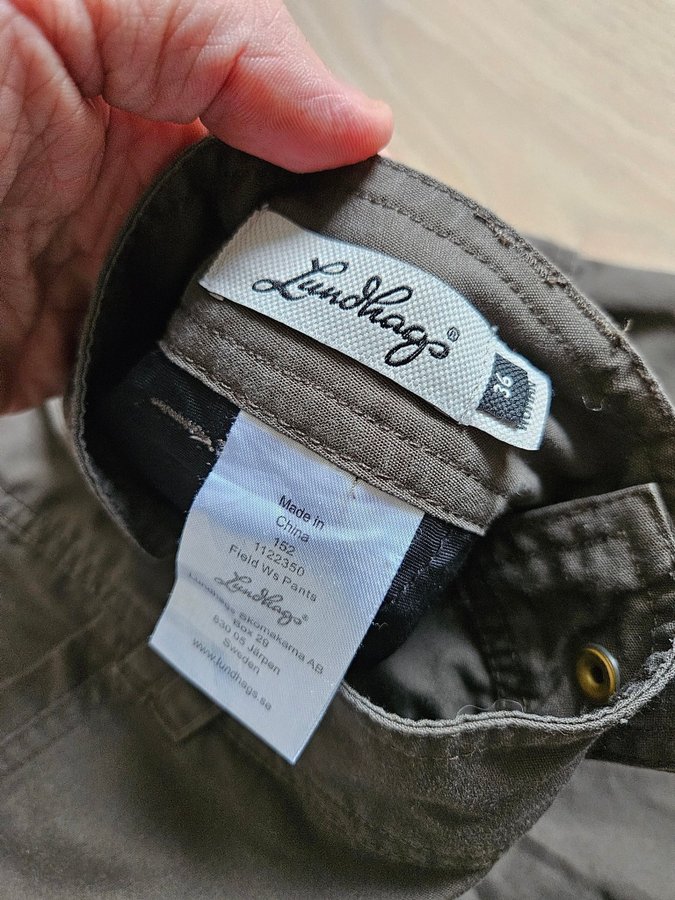 Lundhags®
36
Made in
China
152
1122350
Field Ws Pants
Lundhags®
Lundhags Skomakarna AB
Box 29
830 05 Järpen
Sweden
www.lundhags.se